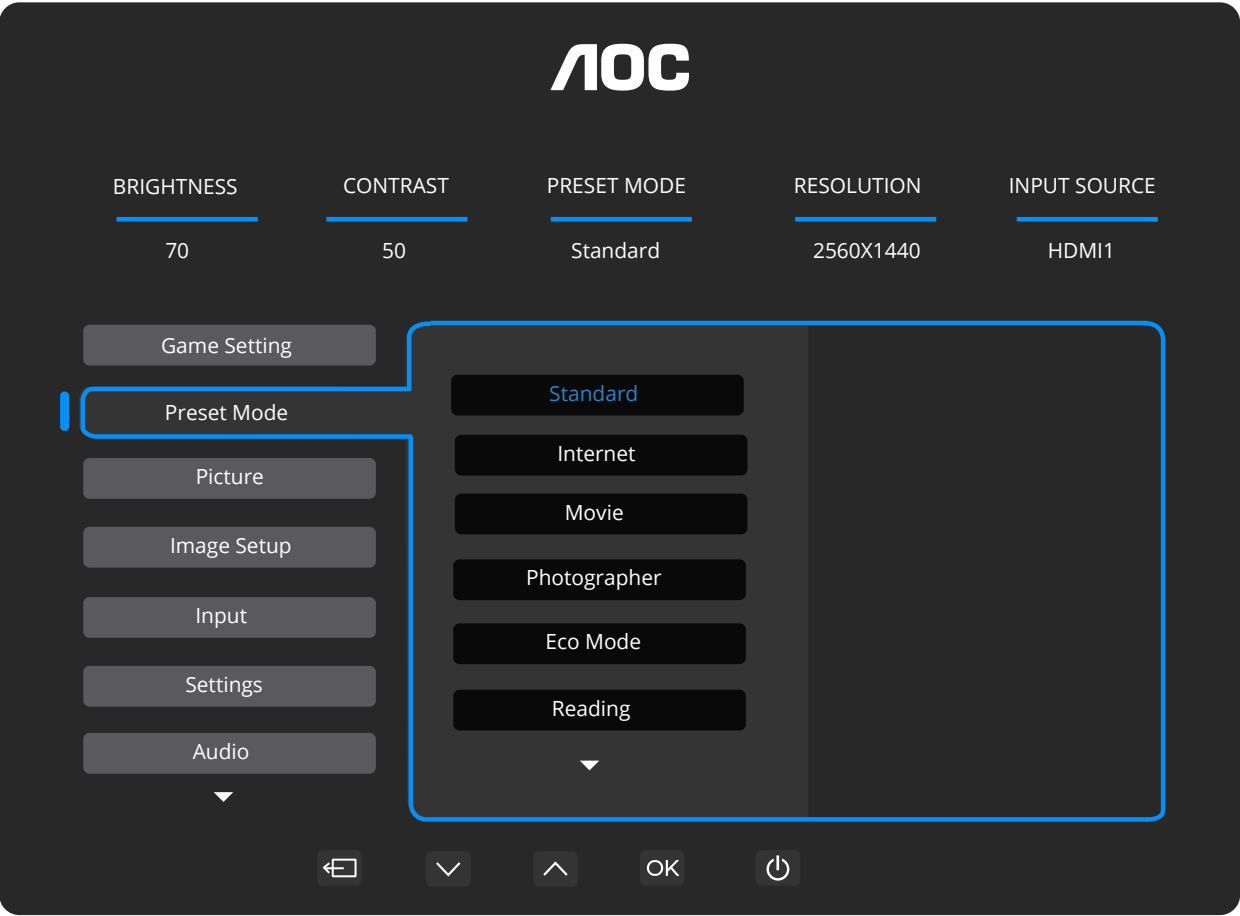 AOC
BRIGHTNESS CONTRAST PRESET MODE RESOLUTION INPUT SOURCE
70 50 Standard 2560X1440 HDMI1
Game Setting
Preset Mode
Picture
Image Setup
Input
Settings
Audio
Standard
Internet
Movie
Photographer
Eco Mode
Reading
OK